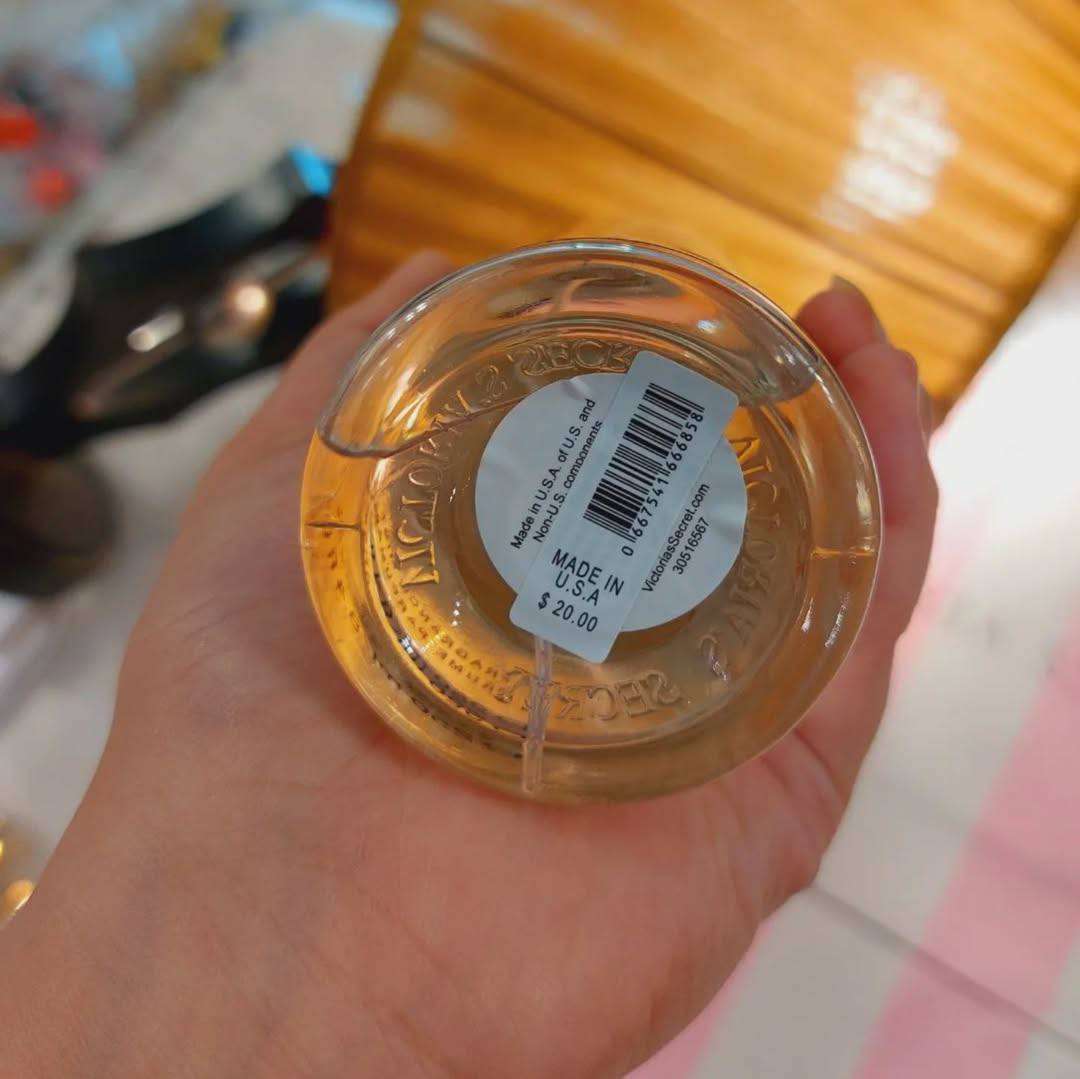 Made in U.S.A. of U.S. and
Non-U.S. components
0 667541 666858
MADE IN
U.S.A
$ 20.00
VictoriasSecret.com
30516567
VICTORIA'S SECRET
VICTORIA'S SECRET